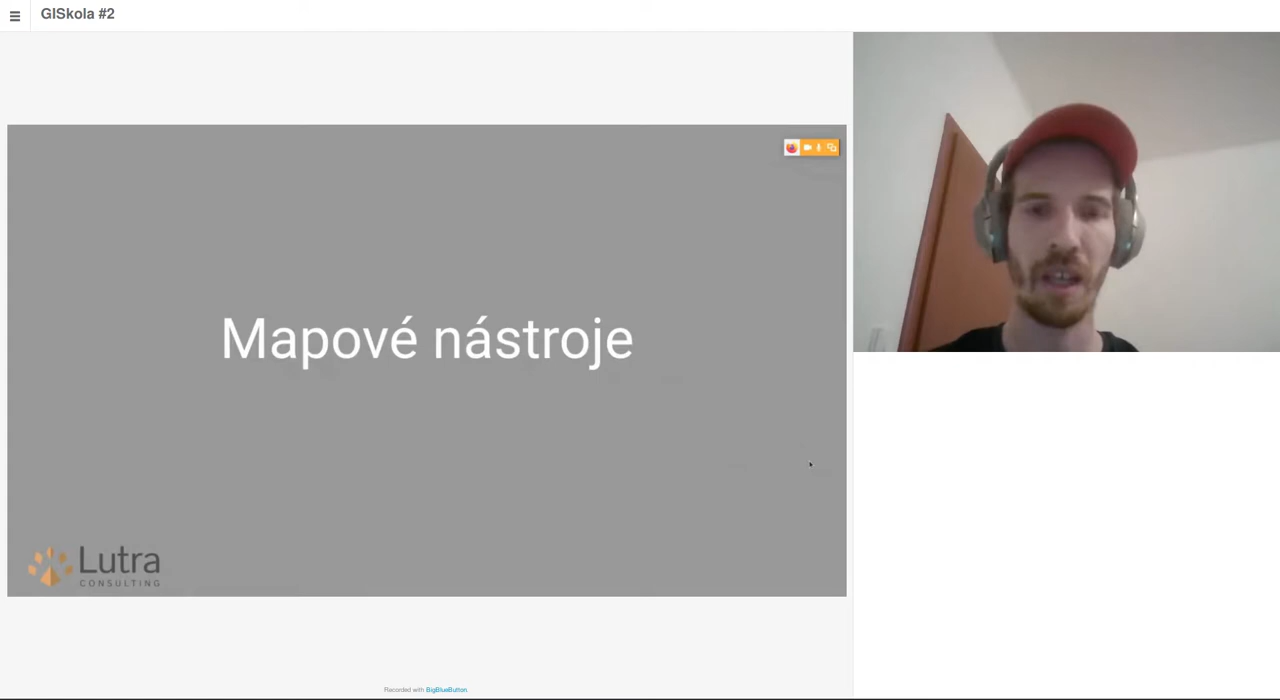 GISkola #2
Mapové nástroje
Lutra
CONSULTING
Recorded with BigBlueButton